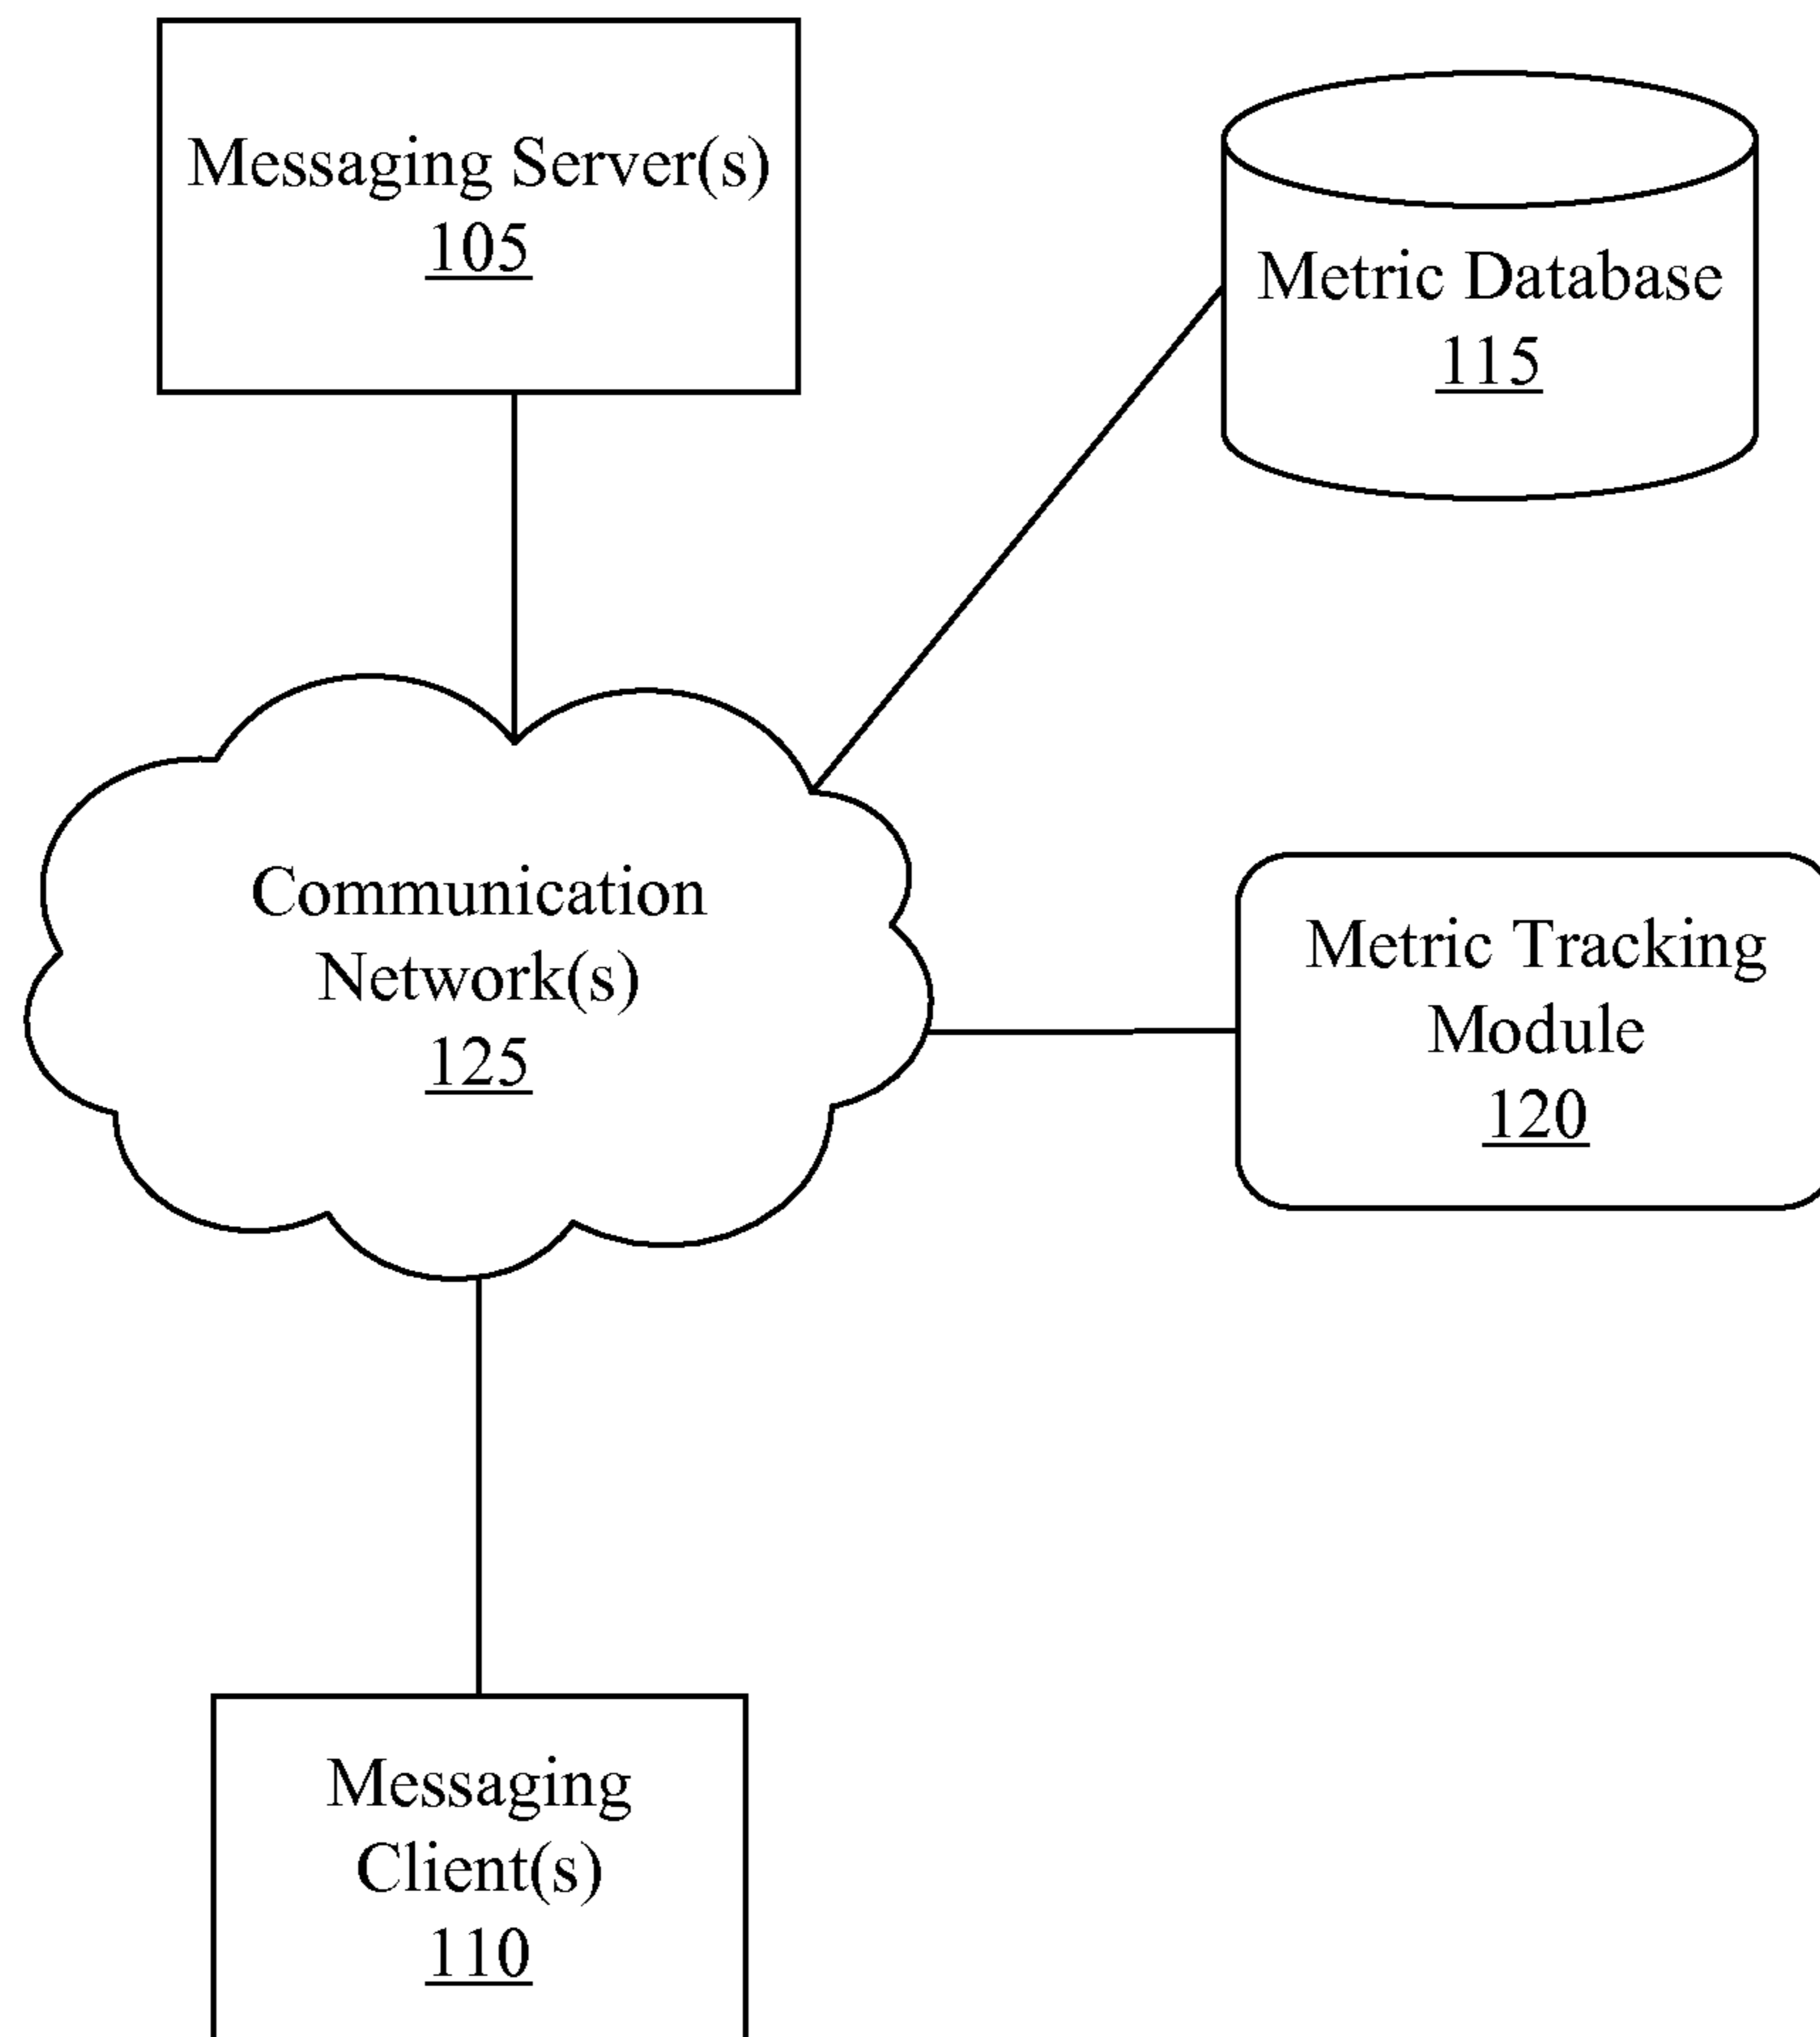 Messaging Server(s)
105
Metric Database
115
Communication
Network(s)
125
Metric Tracking
Module
120
Messaging
Client(s)
110